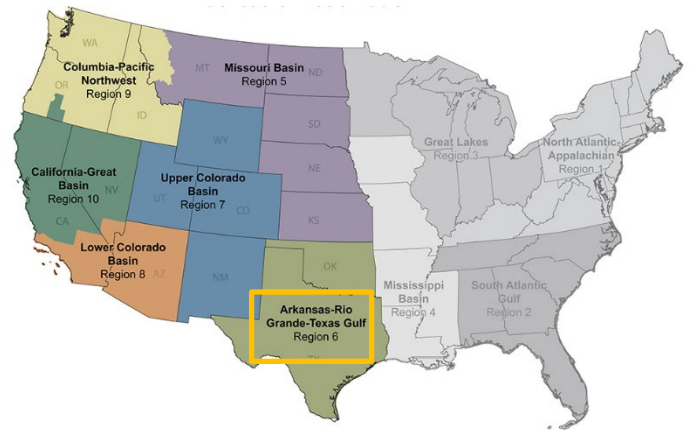 WA
Columbia-Pacific
Northwest
Region 9
OR
ID
MT
Missouri Basin
Region 5
ND
SD
WY
NE
Great Lakes
Region 3
North Atlantic-
Appalachian
Region 1
California-Great
Basin
Region 10
NV
CA
Upper Colorado
Basin
Region 7
UT
CO
KS
Lower Colorado
Basin
Region 8
AZ
NM
OK
Arkansas-Rio
Grande-Texas Gulf
Region 6
Mississippi
Basin
Region 4
South Atlantic
Gulf
Region 2